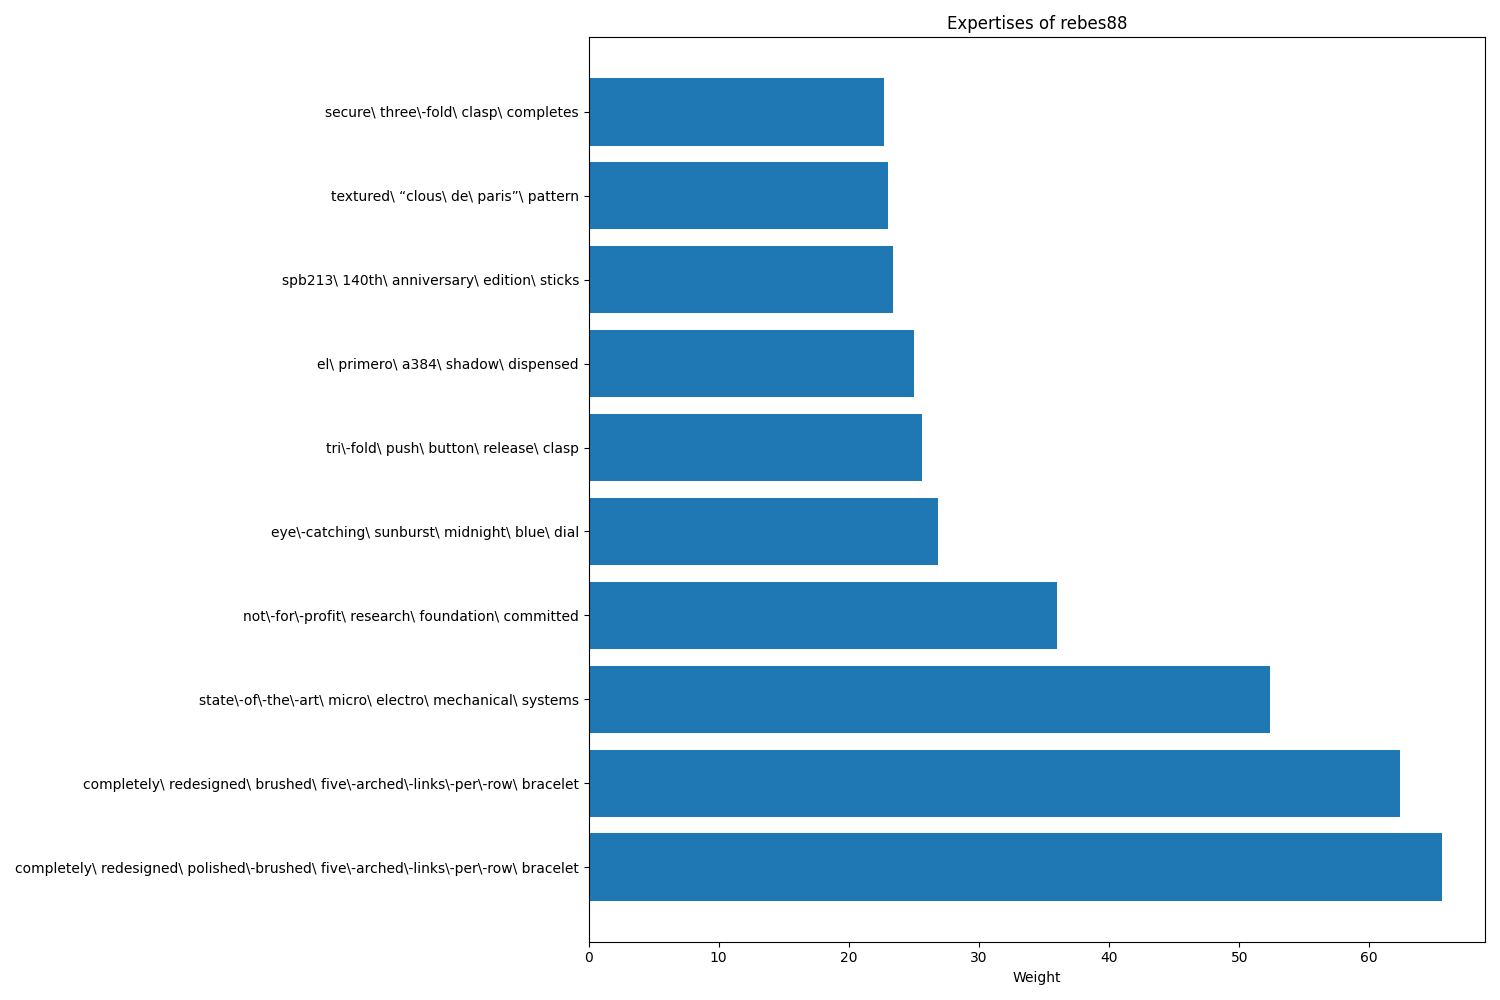 Expertises of rebes88
secure\ three\-fold\ clasp\ completes
textured\ “clous\ de\ paris”\ pattern
spb213\ 140th\ anniversary\ edition\ sticks
el\ primero\ a384\ shadow\ dispensed
tri\-fold\ push\ button\ release\ clasp
eye\-catching\ sunburst\ midnight\ blue\ dial
not\-for\-profit\ research\ foundation\ committed
state\-of\-the\-art\ micro\ electro\ mechanical\ systems
completely\ redesigned\ brushed\ five\-arched\-links\-per\-row\ bracelet
completely\ redesigned\ polished\-brushed\ five\-arched\-links\-per\-row\ bracelet
0 10 20 30 40 50 60
Weight